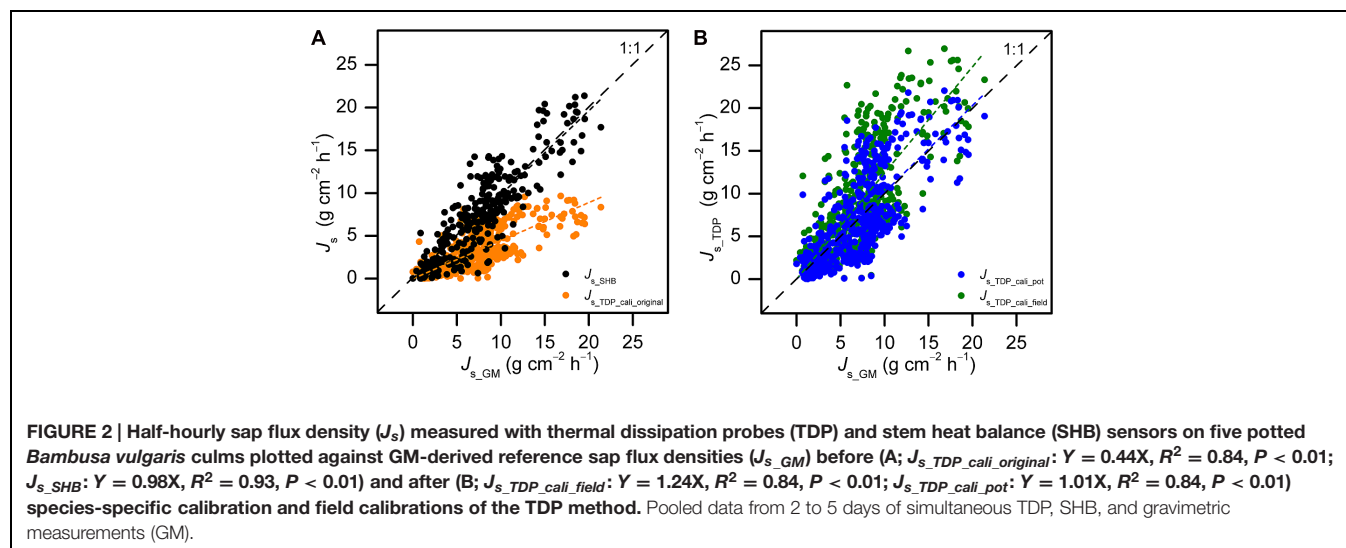 A
1:1
25
20
15
10
5
0
J_s (g cm⁻² h⁻¹)
J_s_SHB
J_s_TDP_cali_original
0 5 10 15 20 25
J_s_GM (g cm⁻² h⁻¹)
B
1:1
25
20
15
10
5
0
J_s_TDP (g cm⁻² h⁻¹)
J_s_TDP_cali_pot
J_s_TDP_cali_field
0 5 10 15 20 25
J_s_GM (g cm⁻² h⁻¹)
FIGURE 2 | Half-hourly sap flux density (J_s) measured with thermal dissipation probes (TDP) and stem heat balance (SHB) sensors on five potted
Bambusa vulgaris culms plotted against GM-derived reference sap flux densities (J_s_GM) before (A; J_s_TDP_cali_original: Y = 0.44X, R² = 0.84, P < 0.01;
J_s_SHB: Y = 0.98X, R² = 0.93, P < 0.01) and after (B; J_s_TDP_cali_field: Y = 1.24X, R² = 0.84, P < 0.01; J_s_TDP_cali_pot: Y = 1.01X, R² = 0.84, P < 0.01)
species-specific calibration and field calibrations of the TDP method. Pooled data from 2 to 5 days of simultaneous TDP, SHB, and gravimetric
measurements (GM).